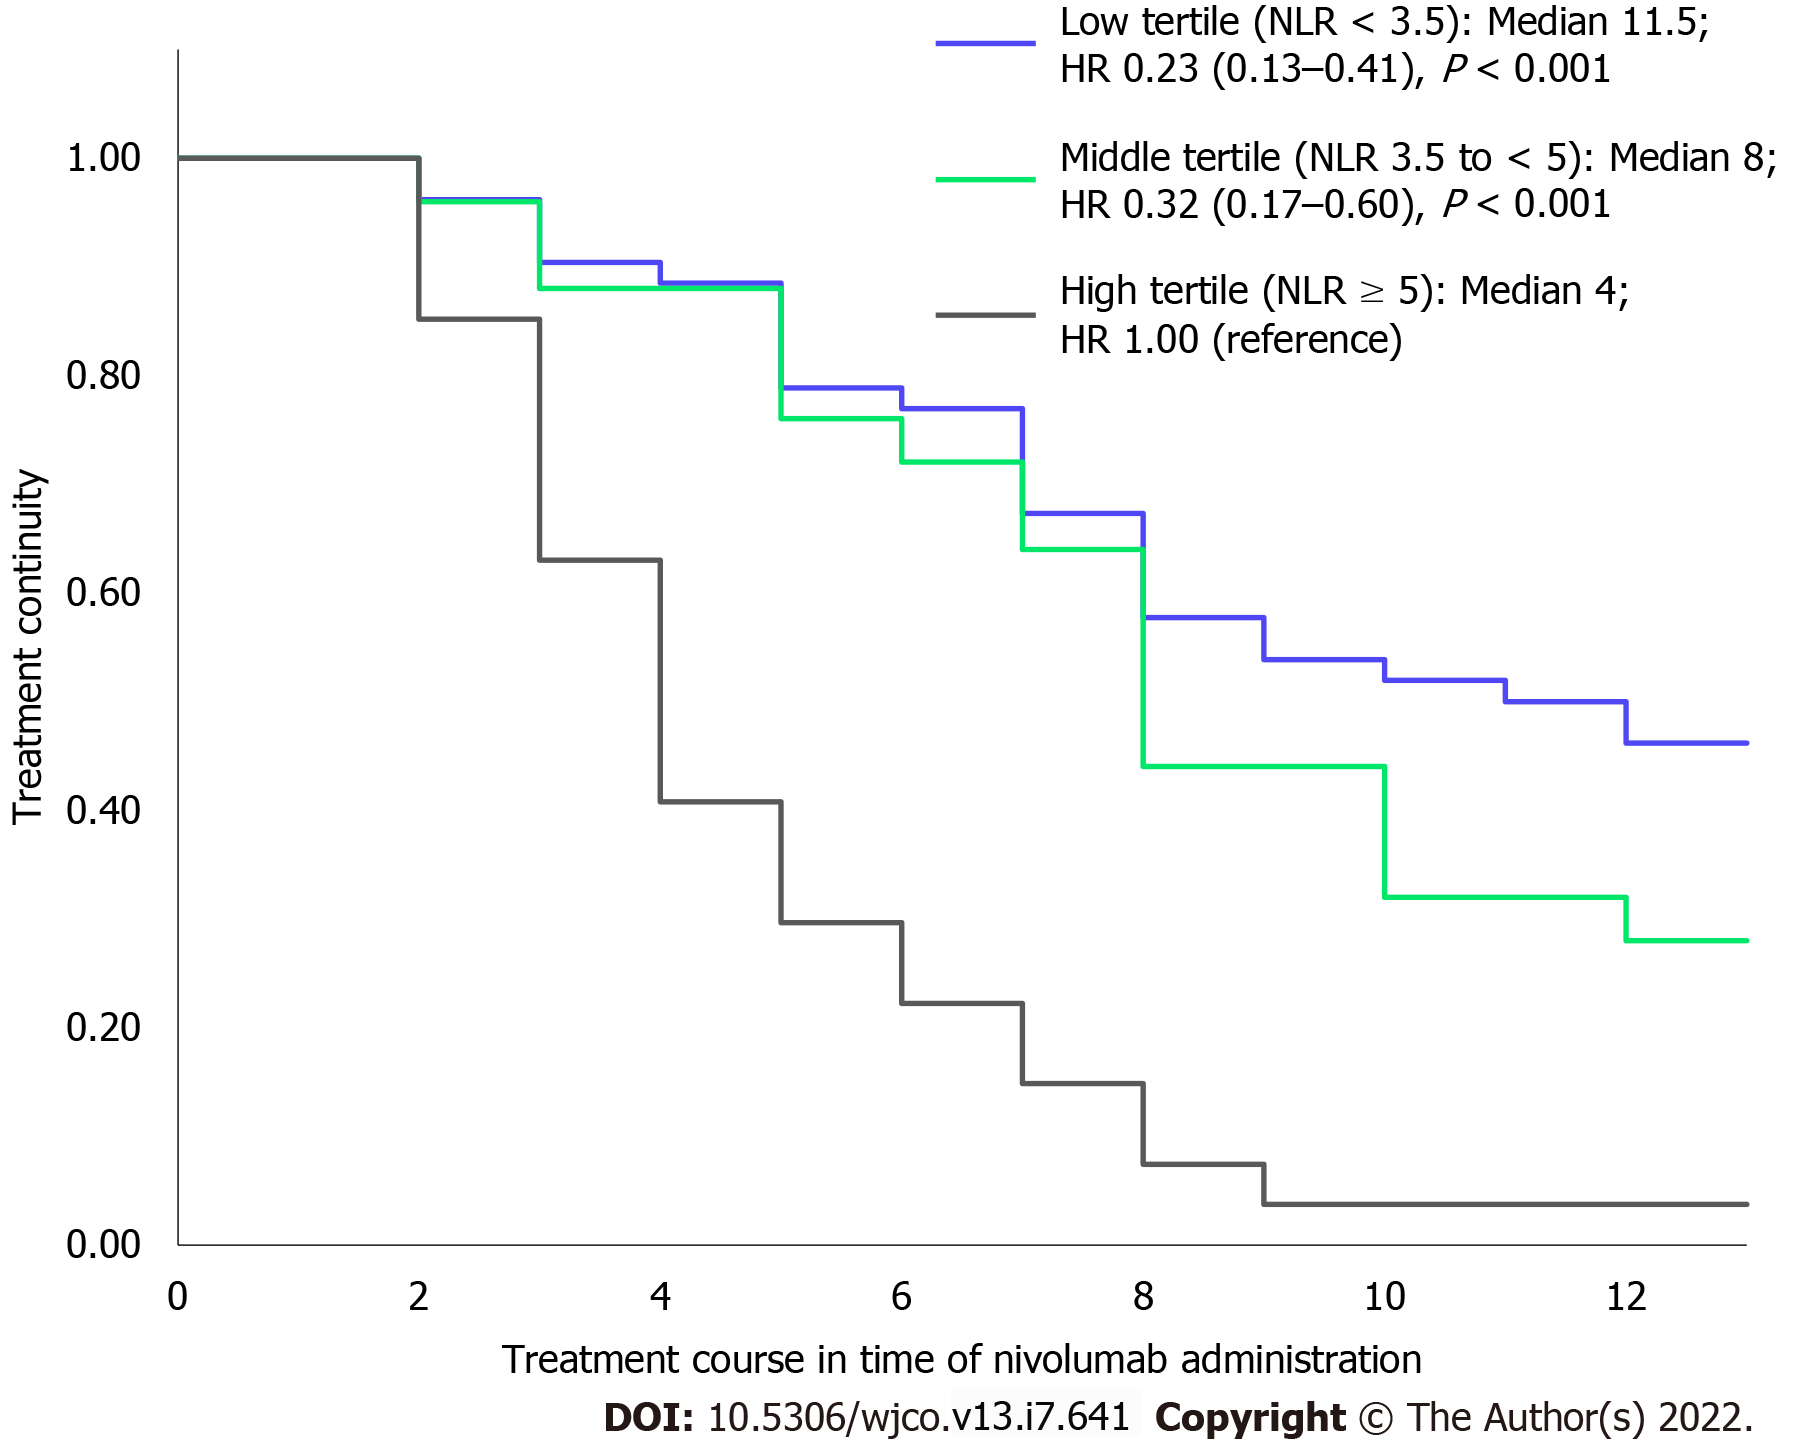 Low tertile (NLR < 3.5): Median 11.5;
HR 0.23 (0.13–0.41), P < 0.001
Middle tertile (NLR 3.5 to < 5): Median 8;
HR 0.32 (0.17–0.60), P < 0.001
High tertile (NLR ≥ 5): Median 4;
HR 1.00 (reference)
Treatment continuity
1.00
0.80
0.60
0.40
0.20
0.00
0 2 4 6 8 10 12
Treatment course in time of nivolumab administration
DOI: 10.5306/wjco.v13.i7.641 Copyright © The Author(s) 2022.